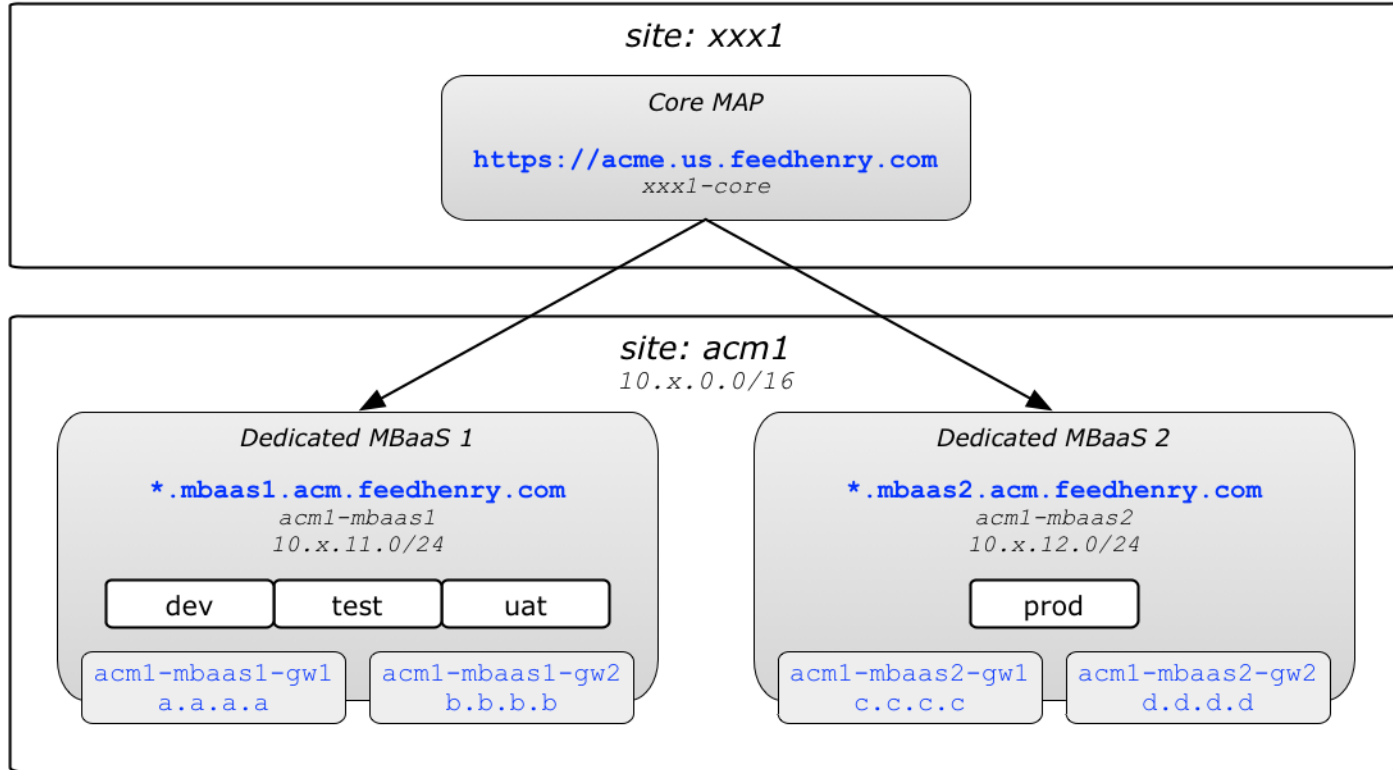 site: xxx1
Core MAP
https://acme.us.feedhenry.com
xxx1-core
site: acm1
10.x.0.0/16
Dedicated MBaaS 1
*.mbaas1.acm.feedhenry.com
acm1-mbaas1
10.x.11.0/24
dev
test
uat
acm1-mbaas1-gw1
a.a.a.a
acm1-mbaas1-gw2
b.b.b.b
Dedicated MBaaS 2
*.mbaas2.acm.feedhenry.com
acm1-mbaas2
10.x.12.0/24
prod
acm1-mbaas2-gw1
c.c.c.c
acm1-mbaas2-gw2
d.d.d.d